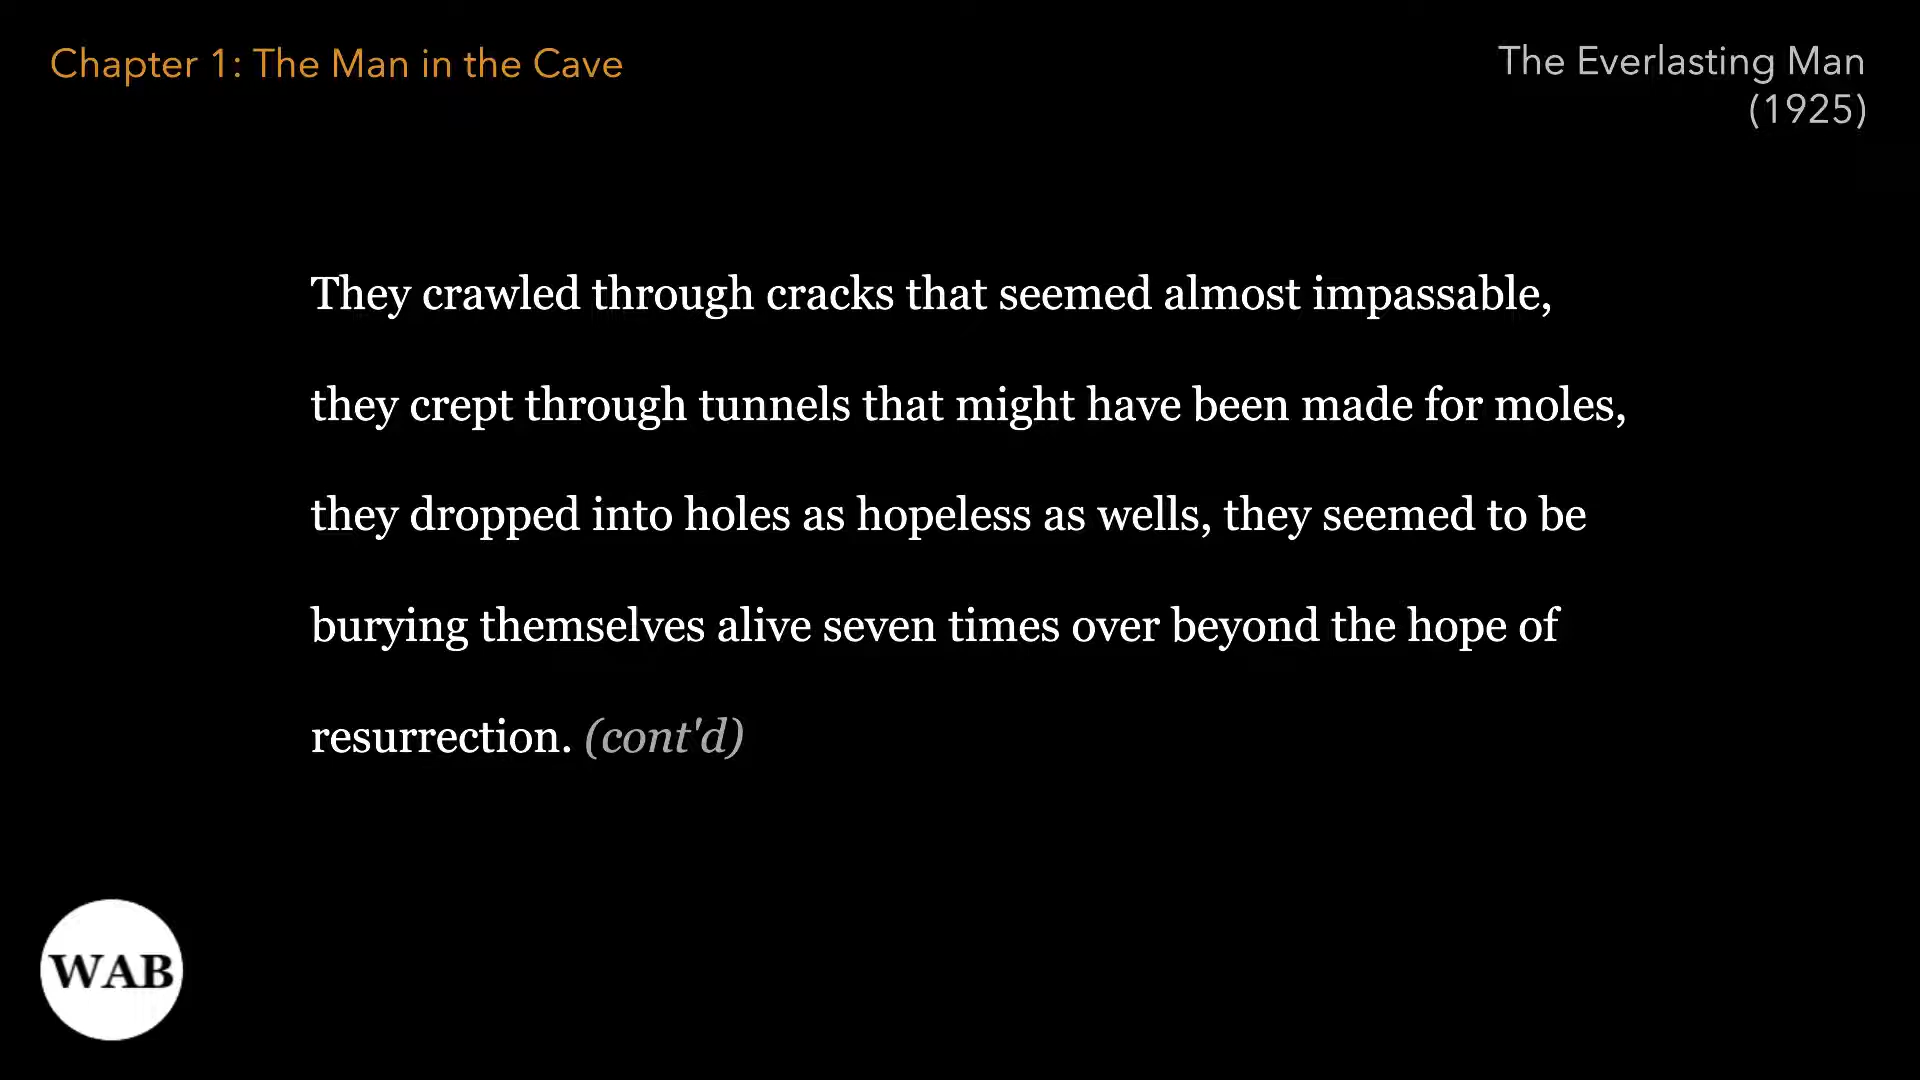 Chapter 1: The Man in the Cave
The Everlasting Man
(1925)
They crawled through cracks that seemed almost impassable,
they crept through tunnels that might have been made for moles,
they dropped into holes as hopeless as wells, they seemed to be
burying themselves alive seven times over beyond the hope of
resurrection. (cont'd)
WAB